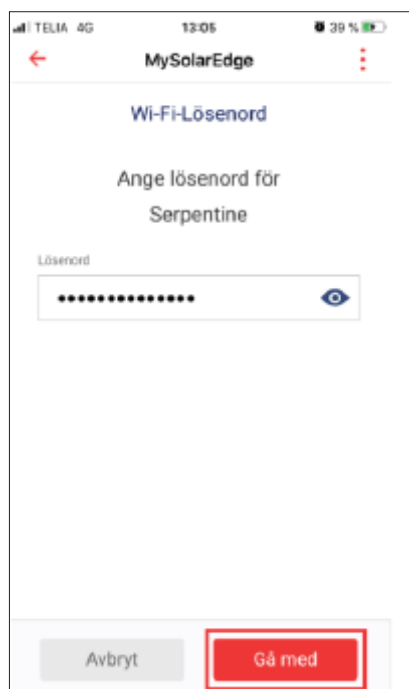 TELIA 4G 13:05 39 %
MySolarEdge
Wi-Fi-Lösenord
Ange lösenord för
Serpentine
Lösenord
••••••••••••••
Avbryt Gå med